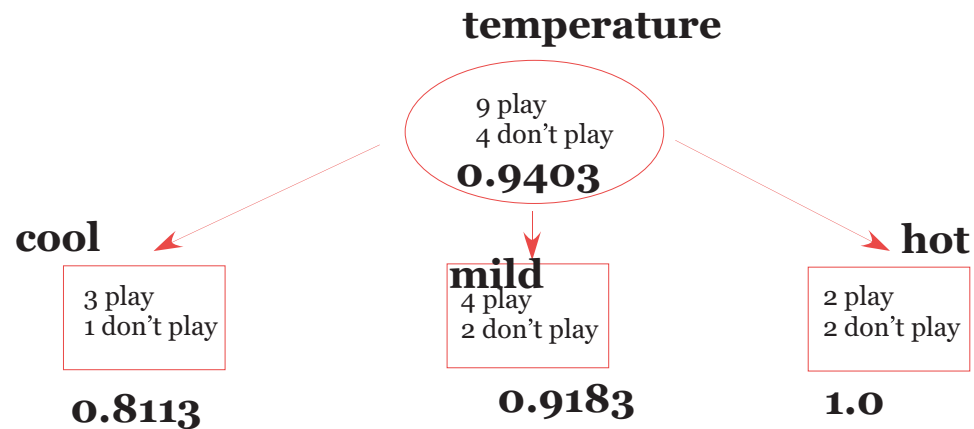 temperature
9 play
4 don’t play
0.9403
cool
mild
hot
3 play
1 don’t play
4 play
2 don’t play
2 play
2 don’t play
0.8113
0.9183
1.0